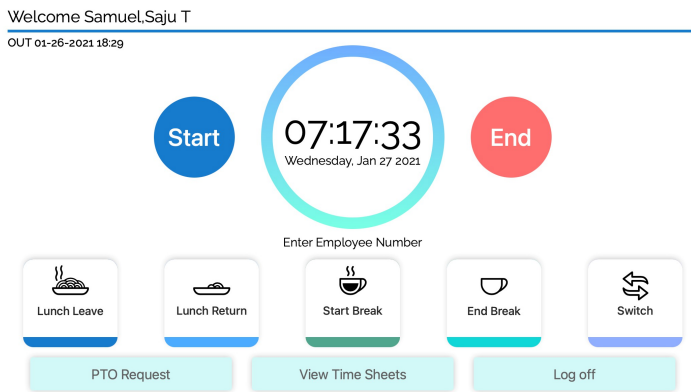 Welcome Samuel,Saju T
OUT 01-26-2021 18:29
Start
07:17:33
Wednesday, Jan 27 2021
End
Enter Employee Number
Lunch Leave
Lunch Return
Start Break
End Break
Switch
PTO Request
View Time Sheets
Log off